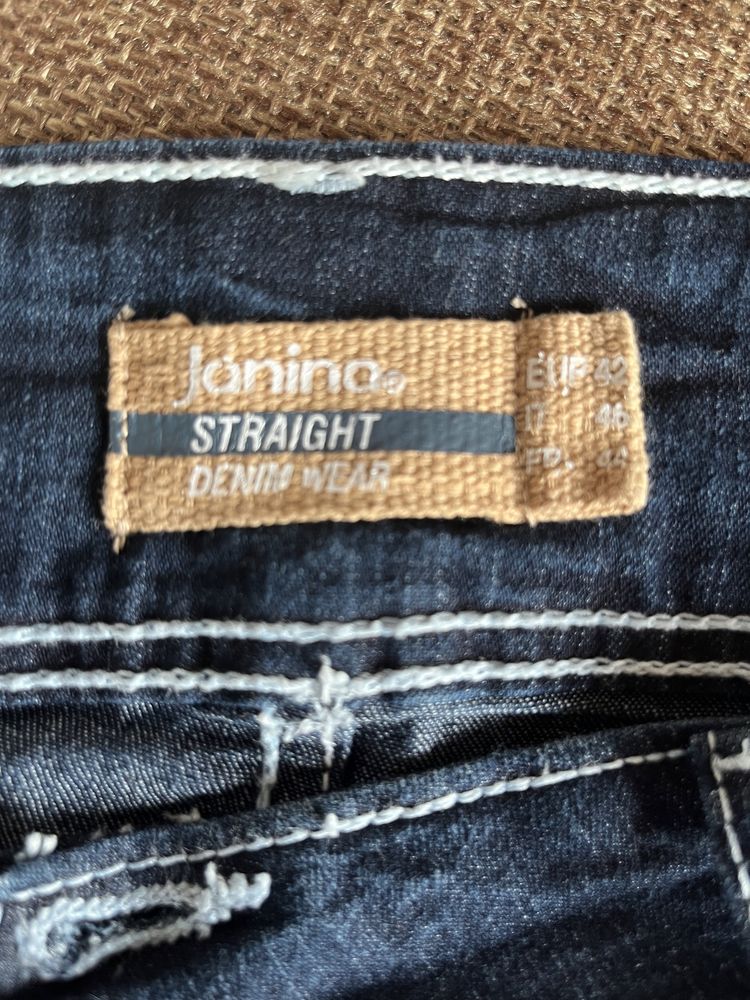 Janina®
STRAIGHT
DENIM WEAR
EUR 42
IT 46
FR. 44